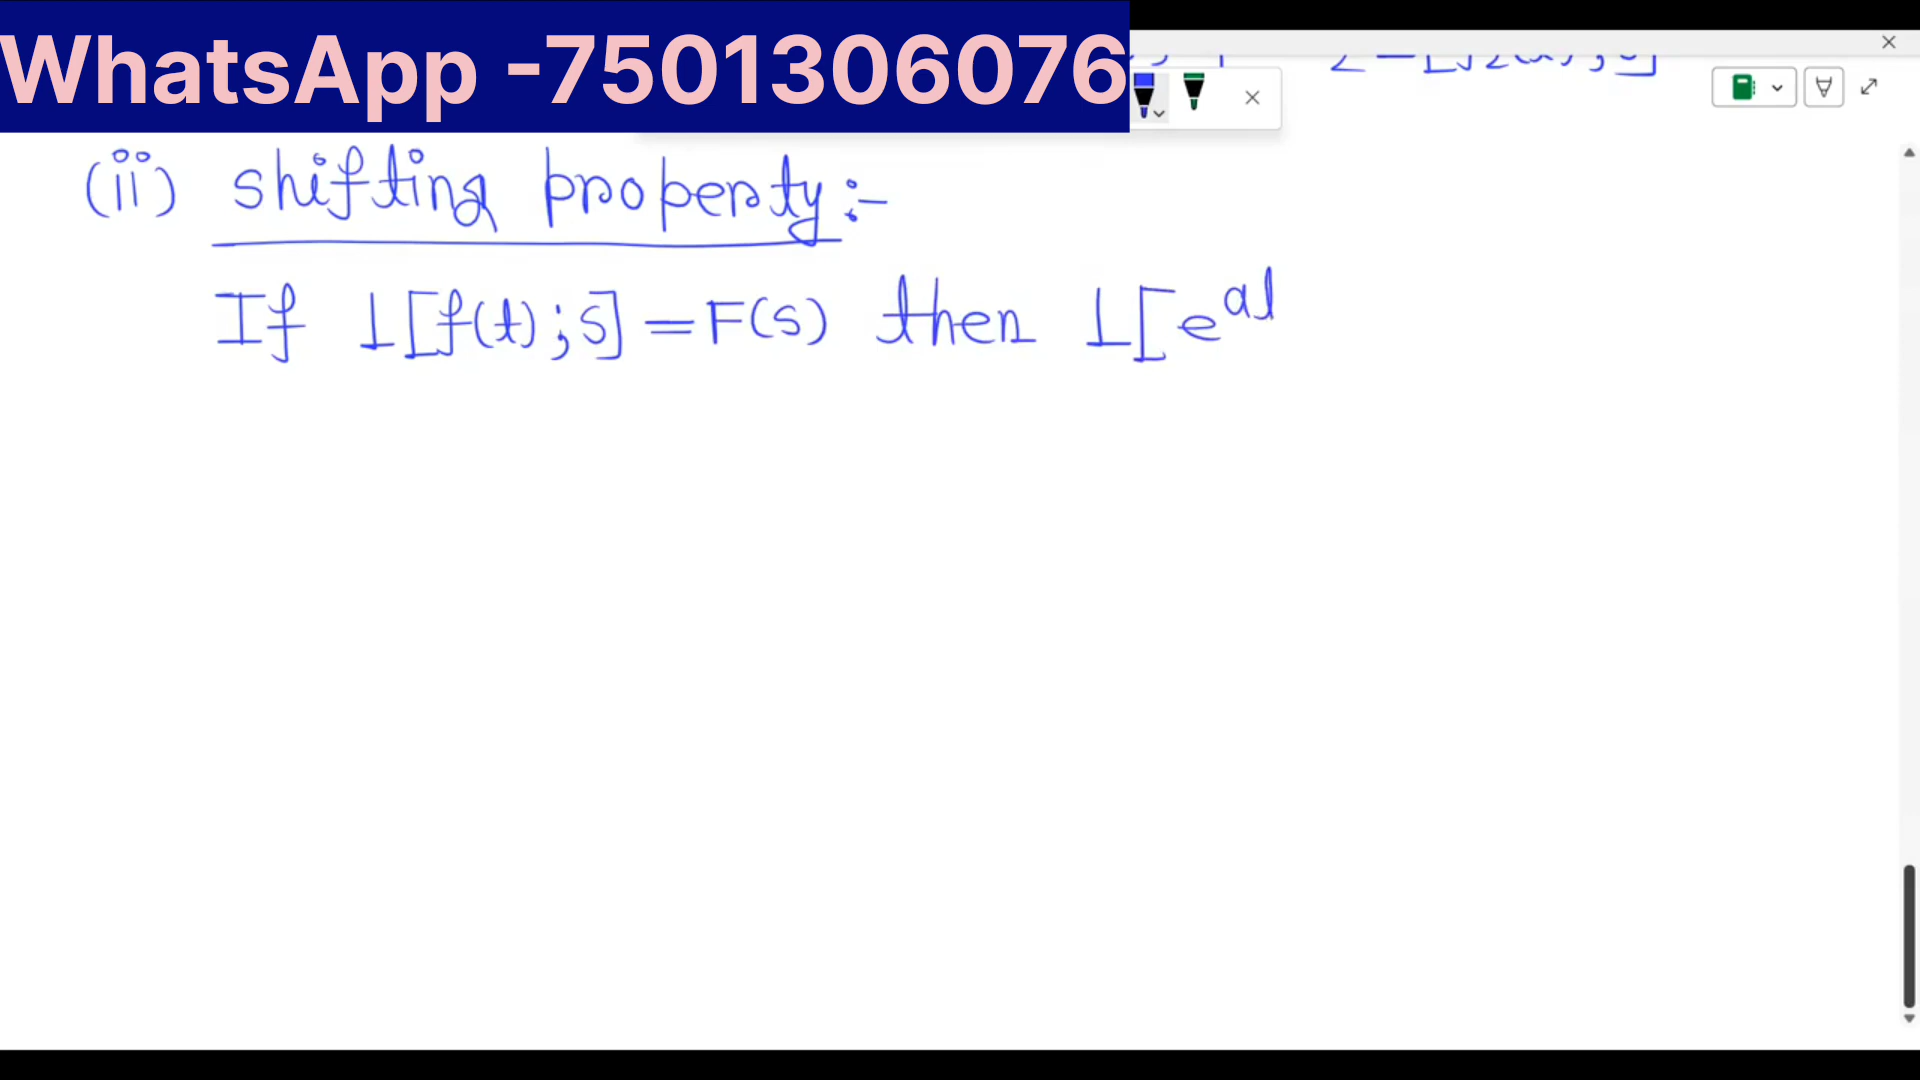 WhatsApp -7501306076
(ii) shifting property:-
If L[f(t);s] = F(s) then L[e^at